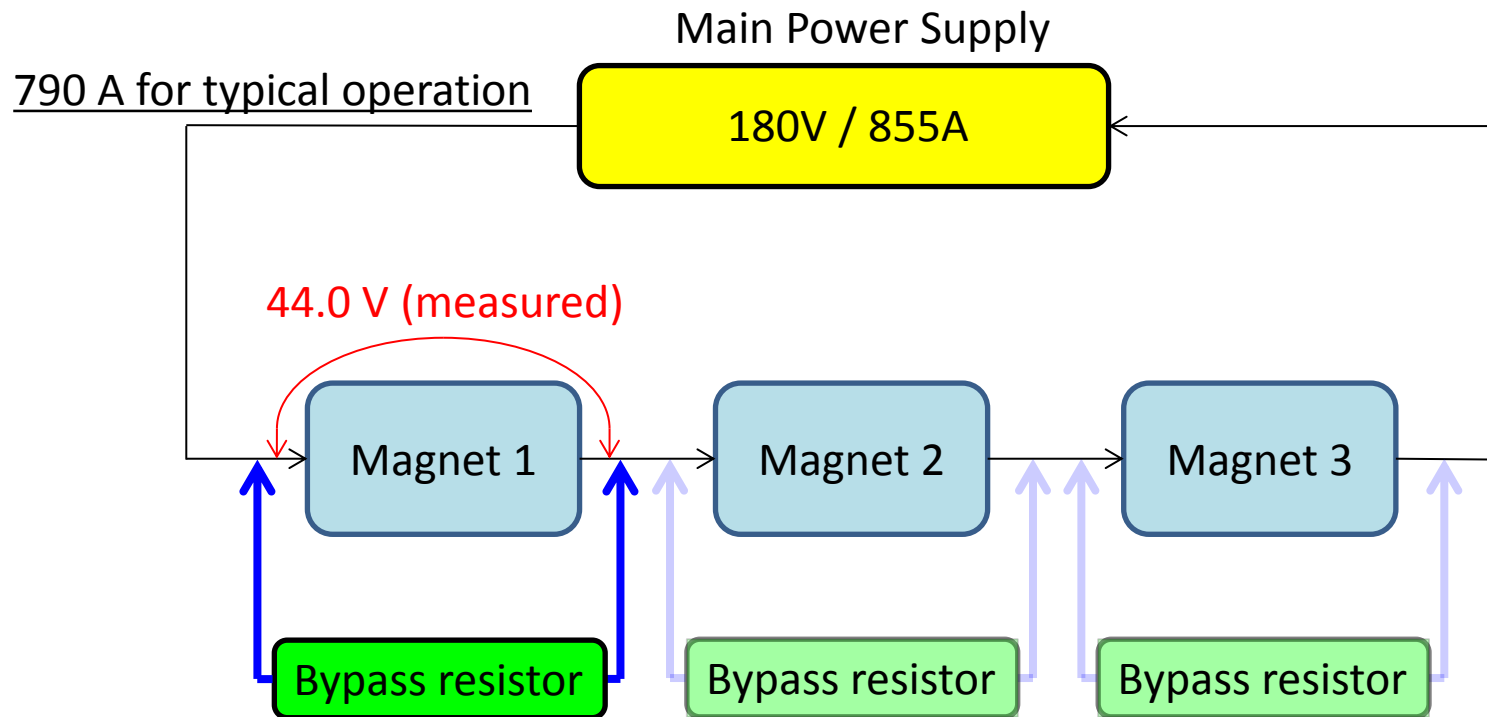 Main Power Supply
790 A for typical operation
180V / 855A
44.0 V (measured)
Magnet 1
Magnet 2
Magnet 3
Bypass resistor
Bypass resistor
Bypass resistor